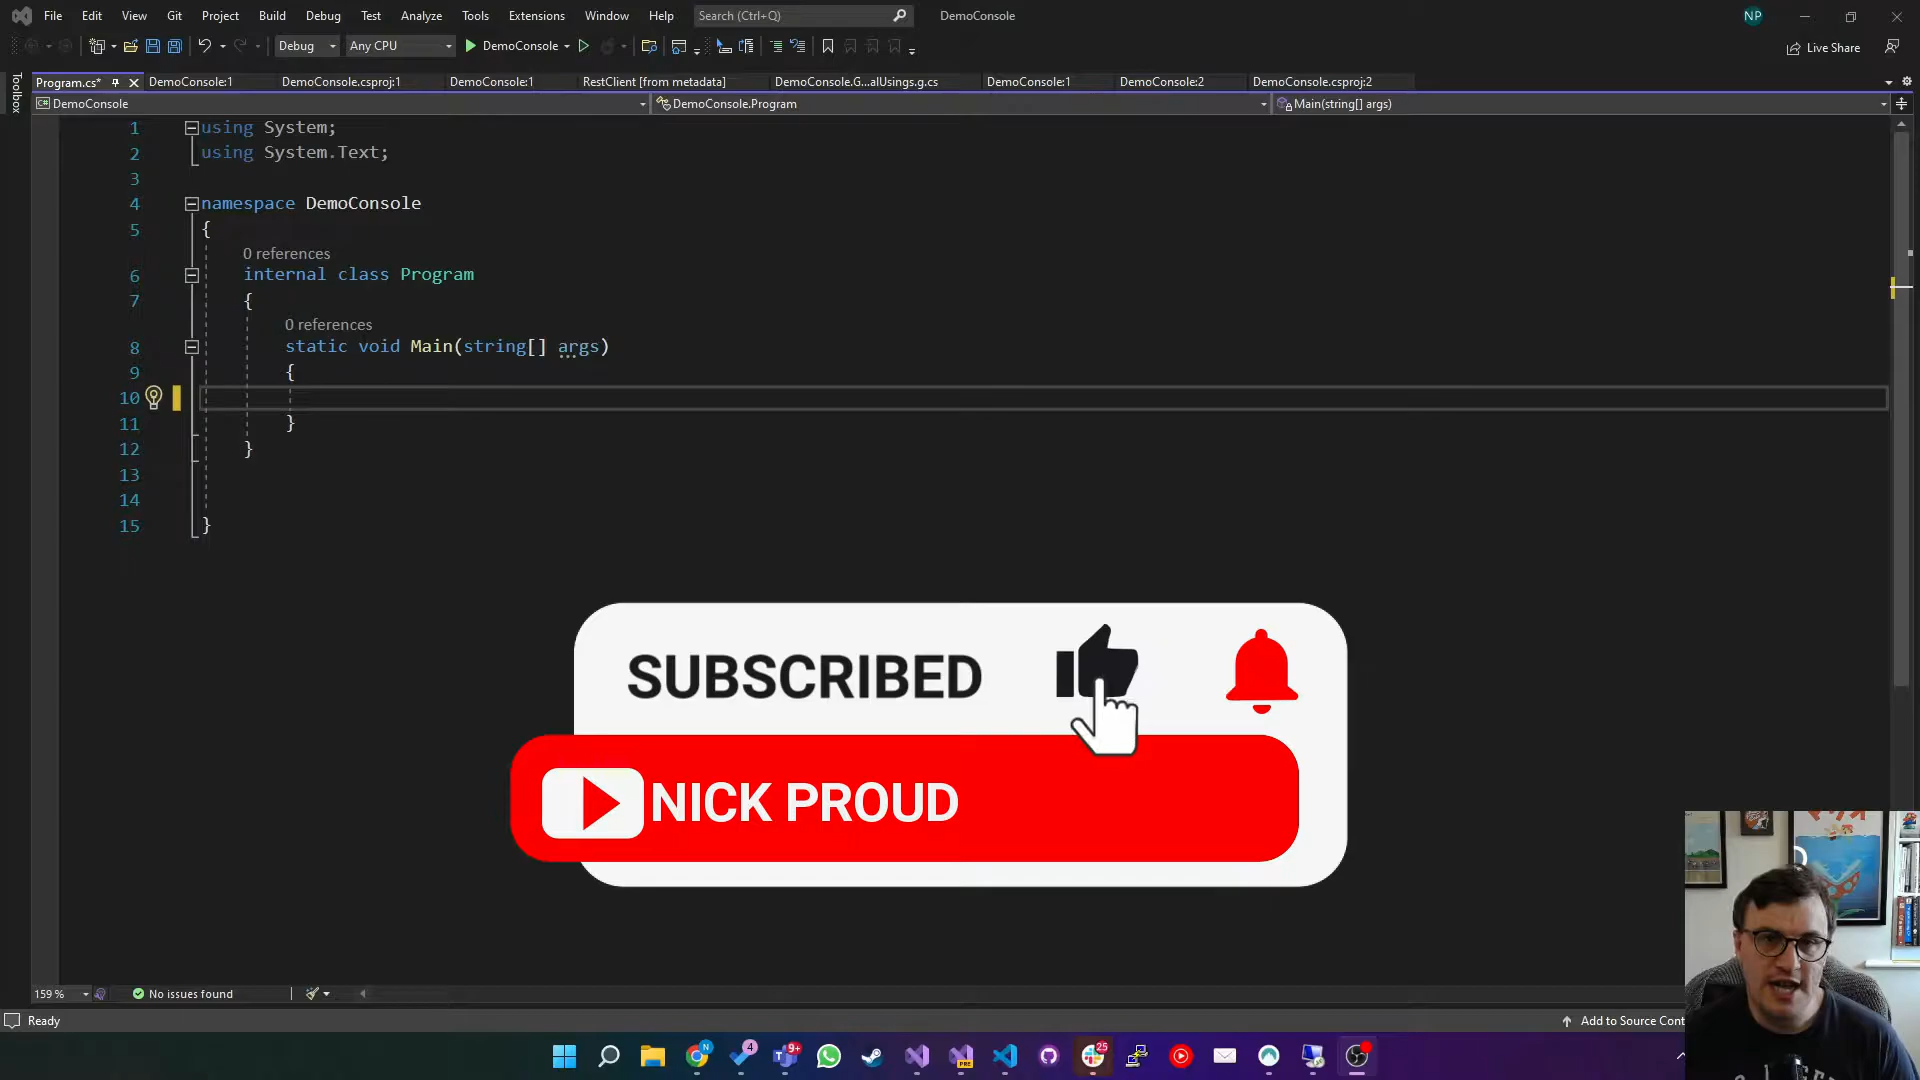 File Edit View Git Project Build Debug Test Analyze Tools Extensions Window Help Search (Ctrl+Q) DemoConsole NP
Debug Any CPU DemoConsole Live Share
Toolbox
Program.cs* DemoConsole:1 DemoConsole.csproj:1 DemoConsole:1 RestClient [from metadata] DemoConsole.G...alUsings.g.cs DemoConsole:1 DemoConsole:2 DemoConsole.csproj:2
C# DemoConsole DemoConsole.Program Main(string[] args)
1 using System;
2 using System.Text;
3
4 namespace DemoConsole
5 {
0 references
6 internal class Program
7 {
0 references
8 static void Main(string[] args)
9 {
10
11 }
12 }
13
14
15 }
SUBSCRIBED
NICK PROUD
159 % No issues found
Ready Add to Source Cont
N 4 9+ PRE 25